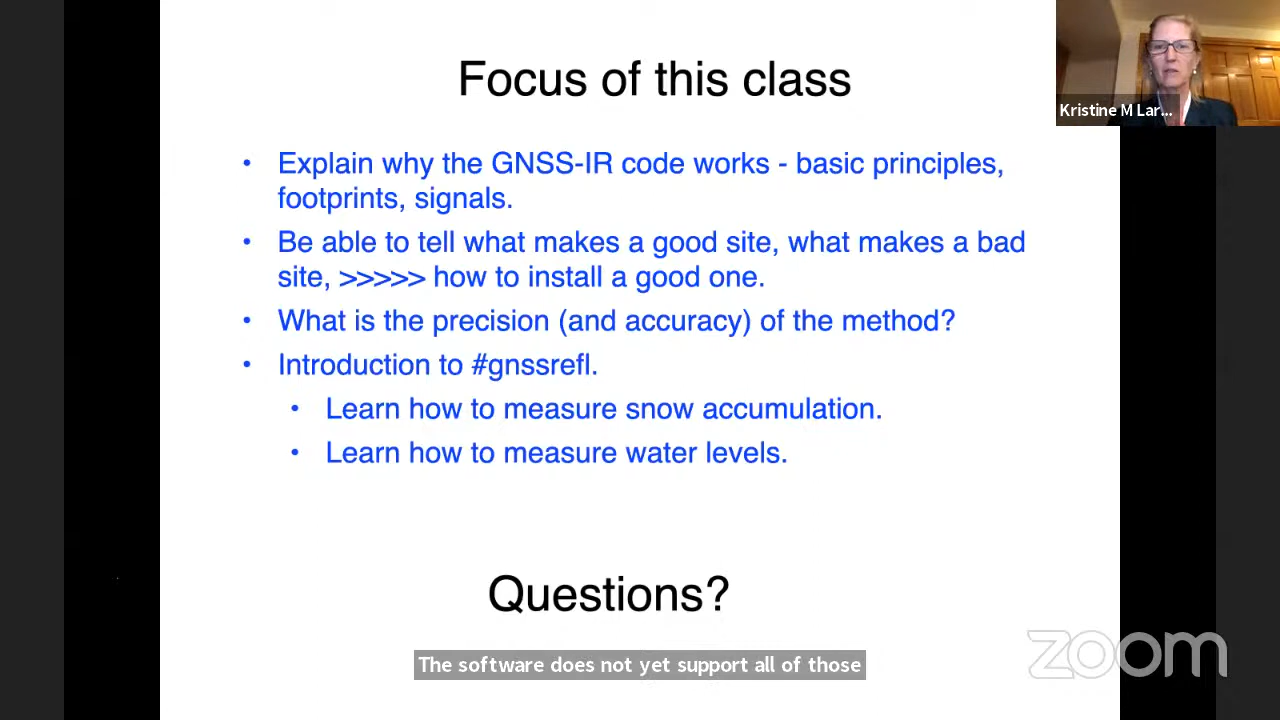 Focus of this class
Kristine M Lar...
• Explain why the GNSS-IR code works - basic principles,
footprints, signals.
• Be able to tell what makes a good site, what makes a bad
site, >>>>> how to install a good one.
• What is the precision (and accuracy) of the method?
• Introduction to #gnssrefl.
• Learn how to measure snow accumulation.
• Learn how to measure water levels.
Questions?
The software does not yet support all of those
zoom